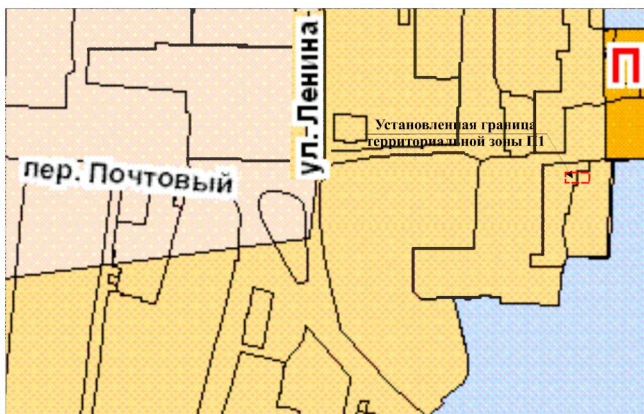 П
ул. Ленина
Установленная граница
территориальной зоны П1
пер. Почтовый